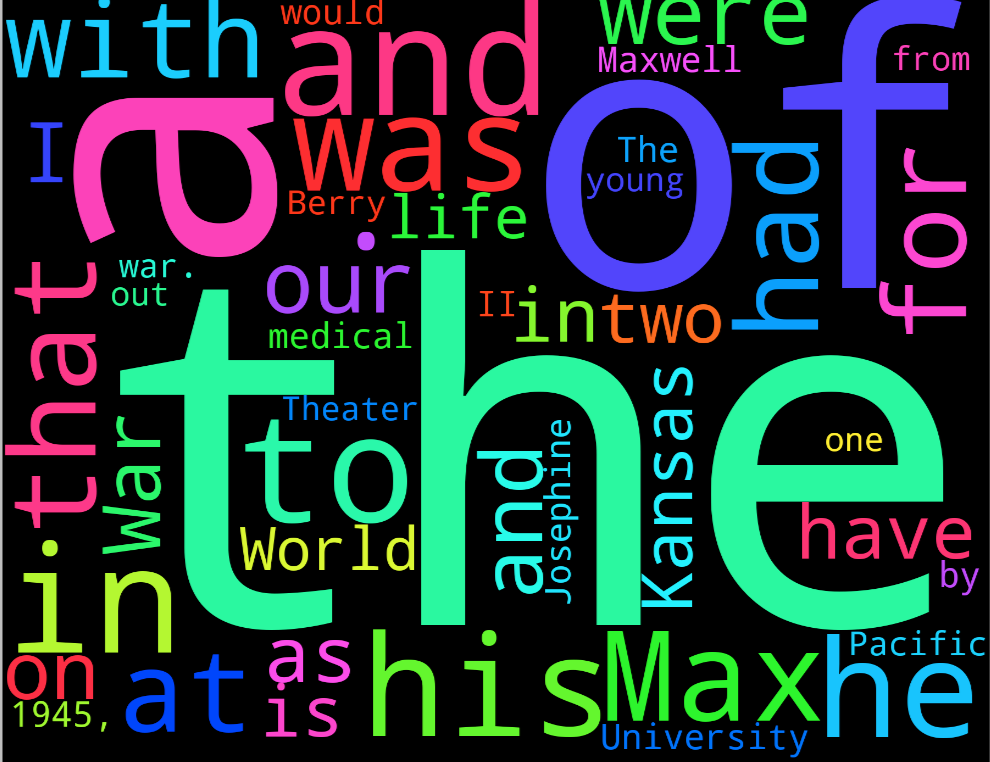 with
would
were
and
Maxwell
from
of
a
I
was
The
young
had
for
Berry
life
that
war.
out
our
II
in
two
medical
the
Theater
Kansas
to
War
and
Josephine
one
World
have
in
by
on
as
his
Max
he
Pacific
at
is
1945,
University